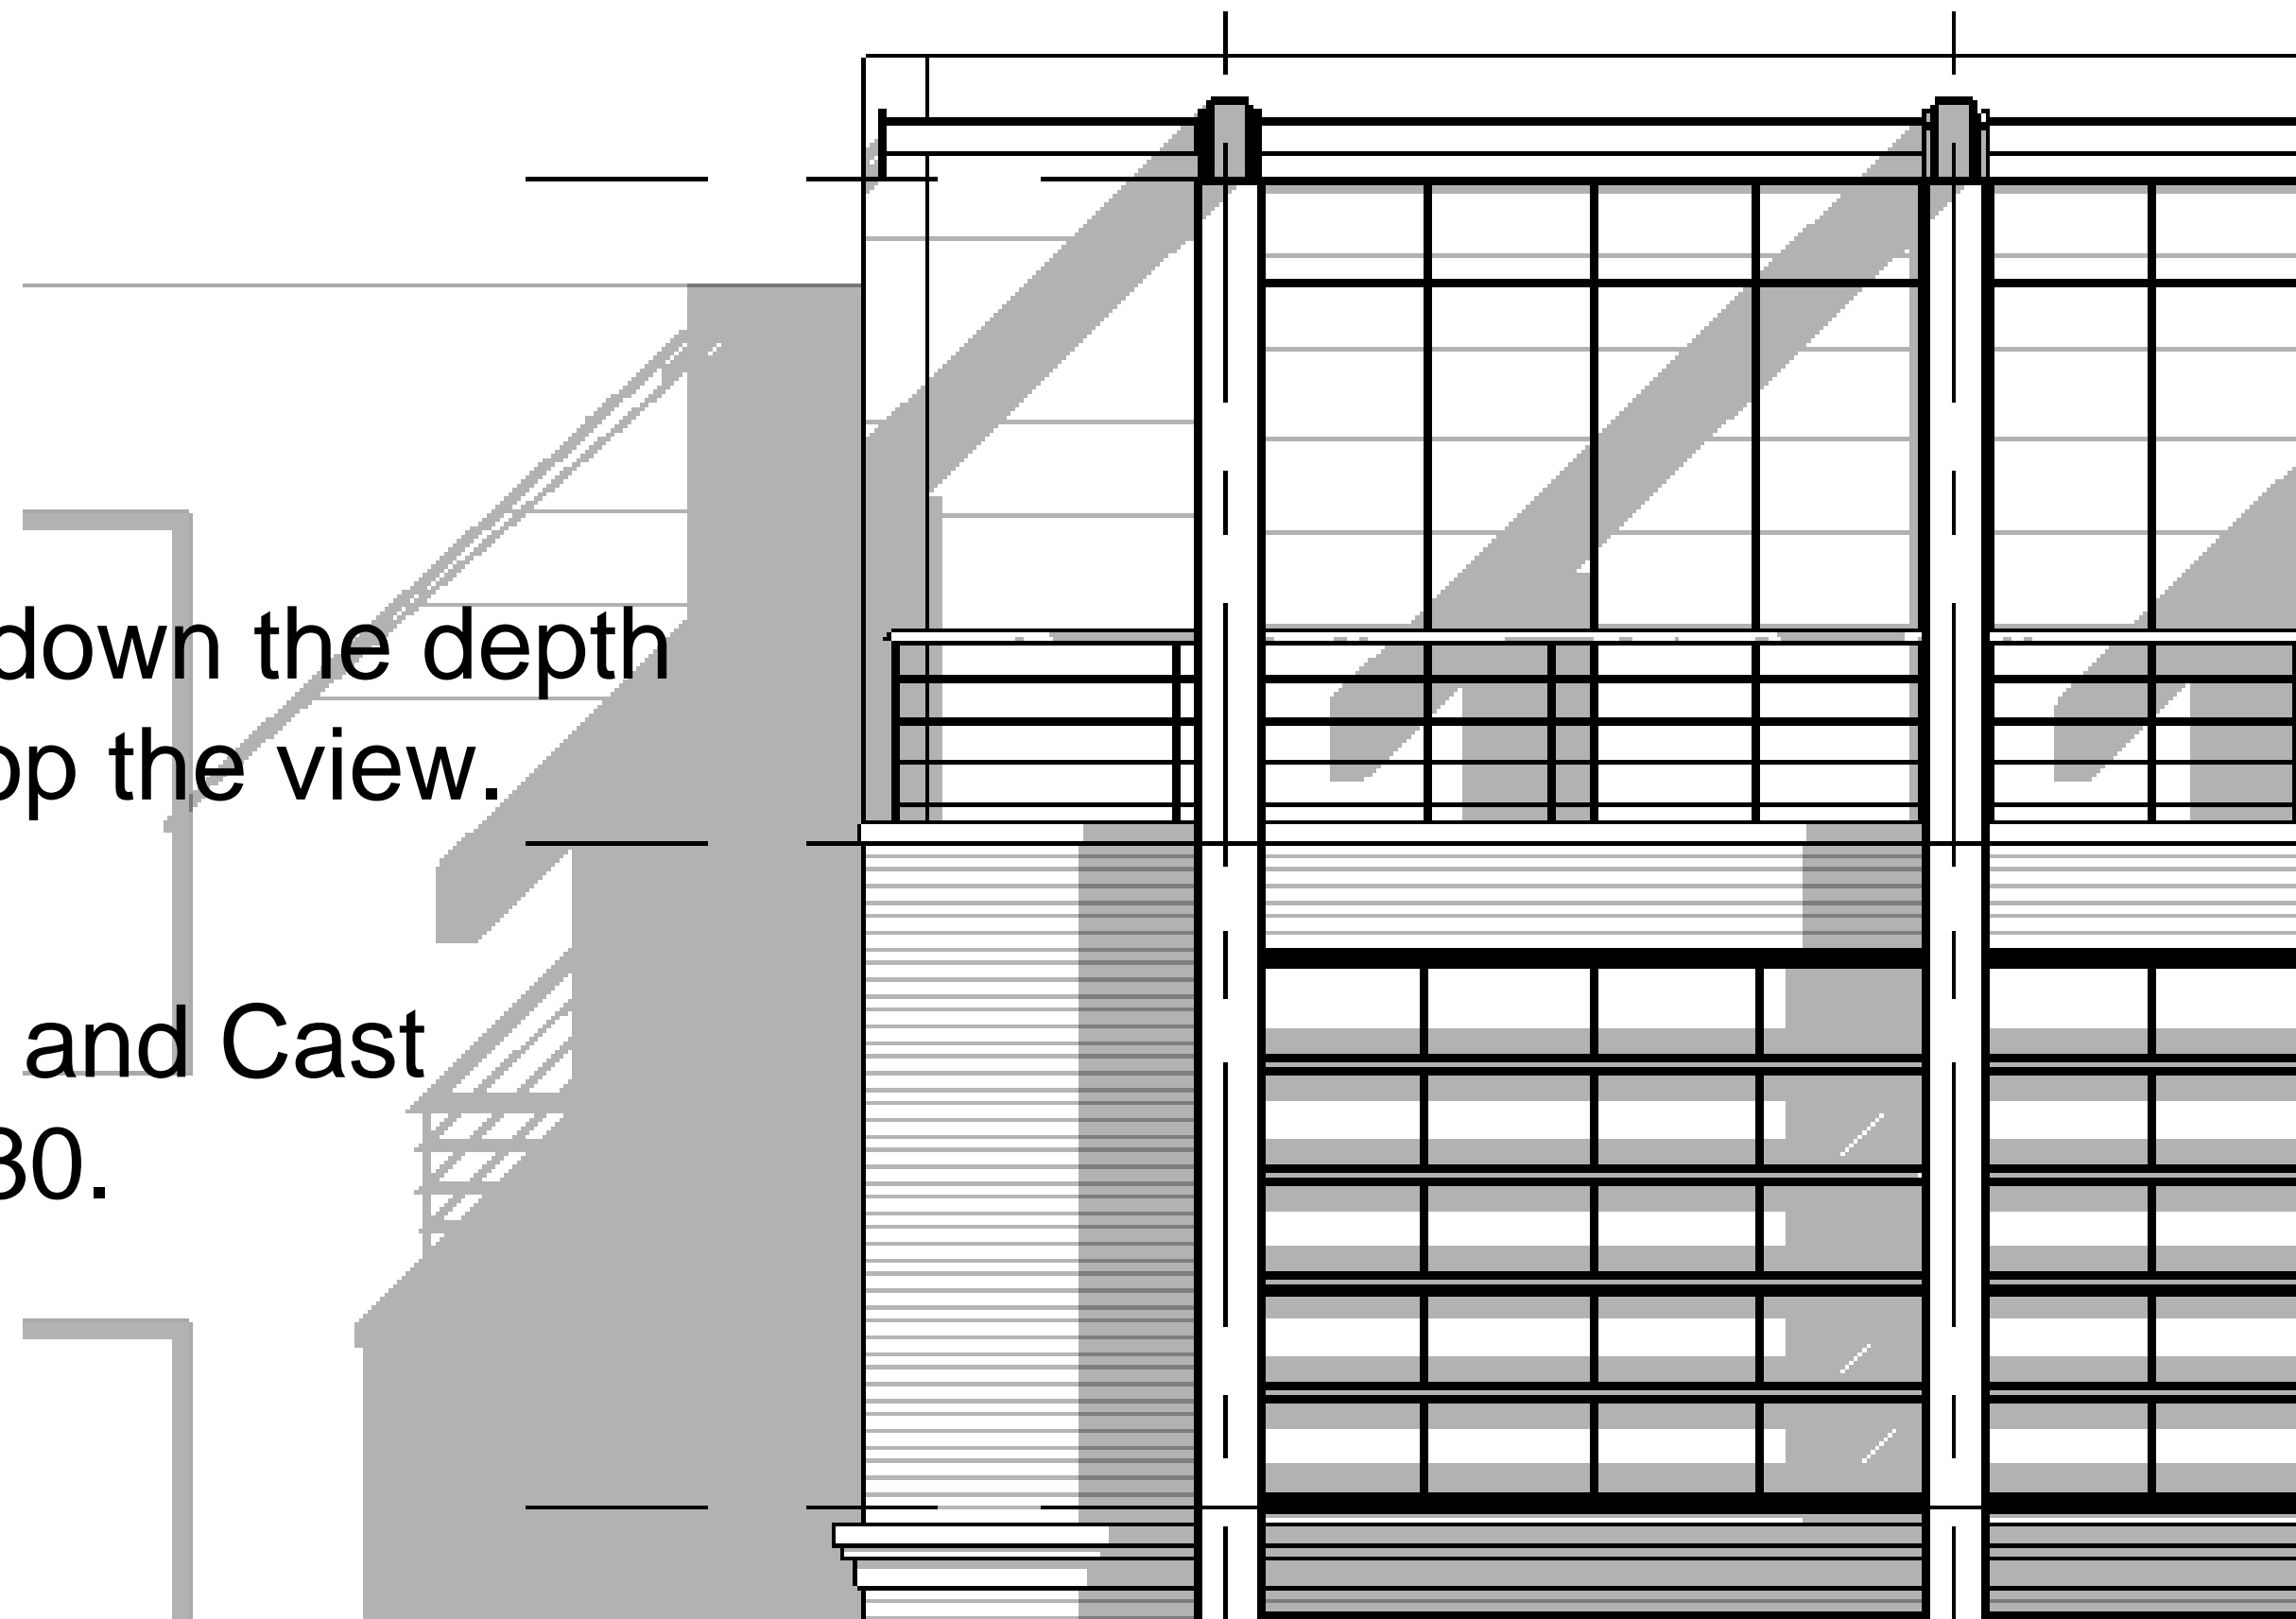 down the depth
op the view.
and Cast
30.